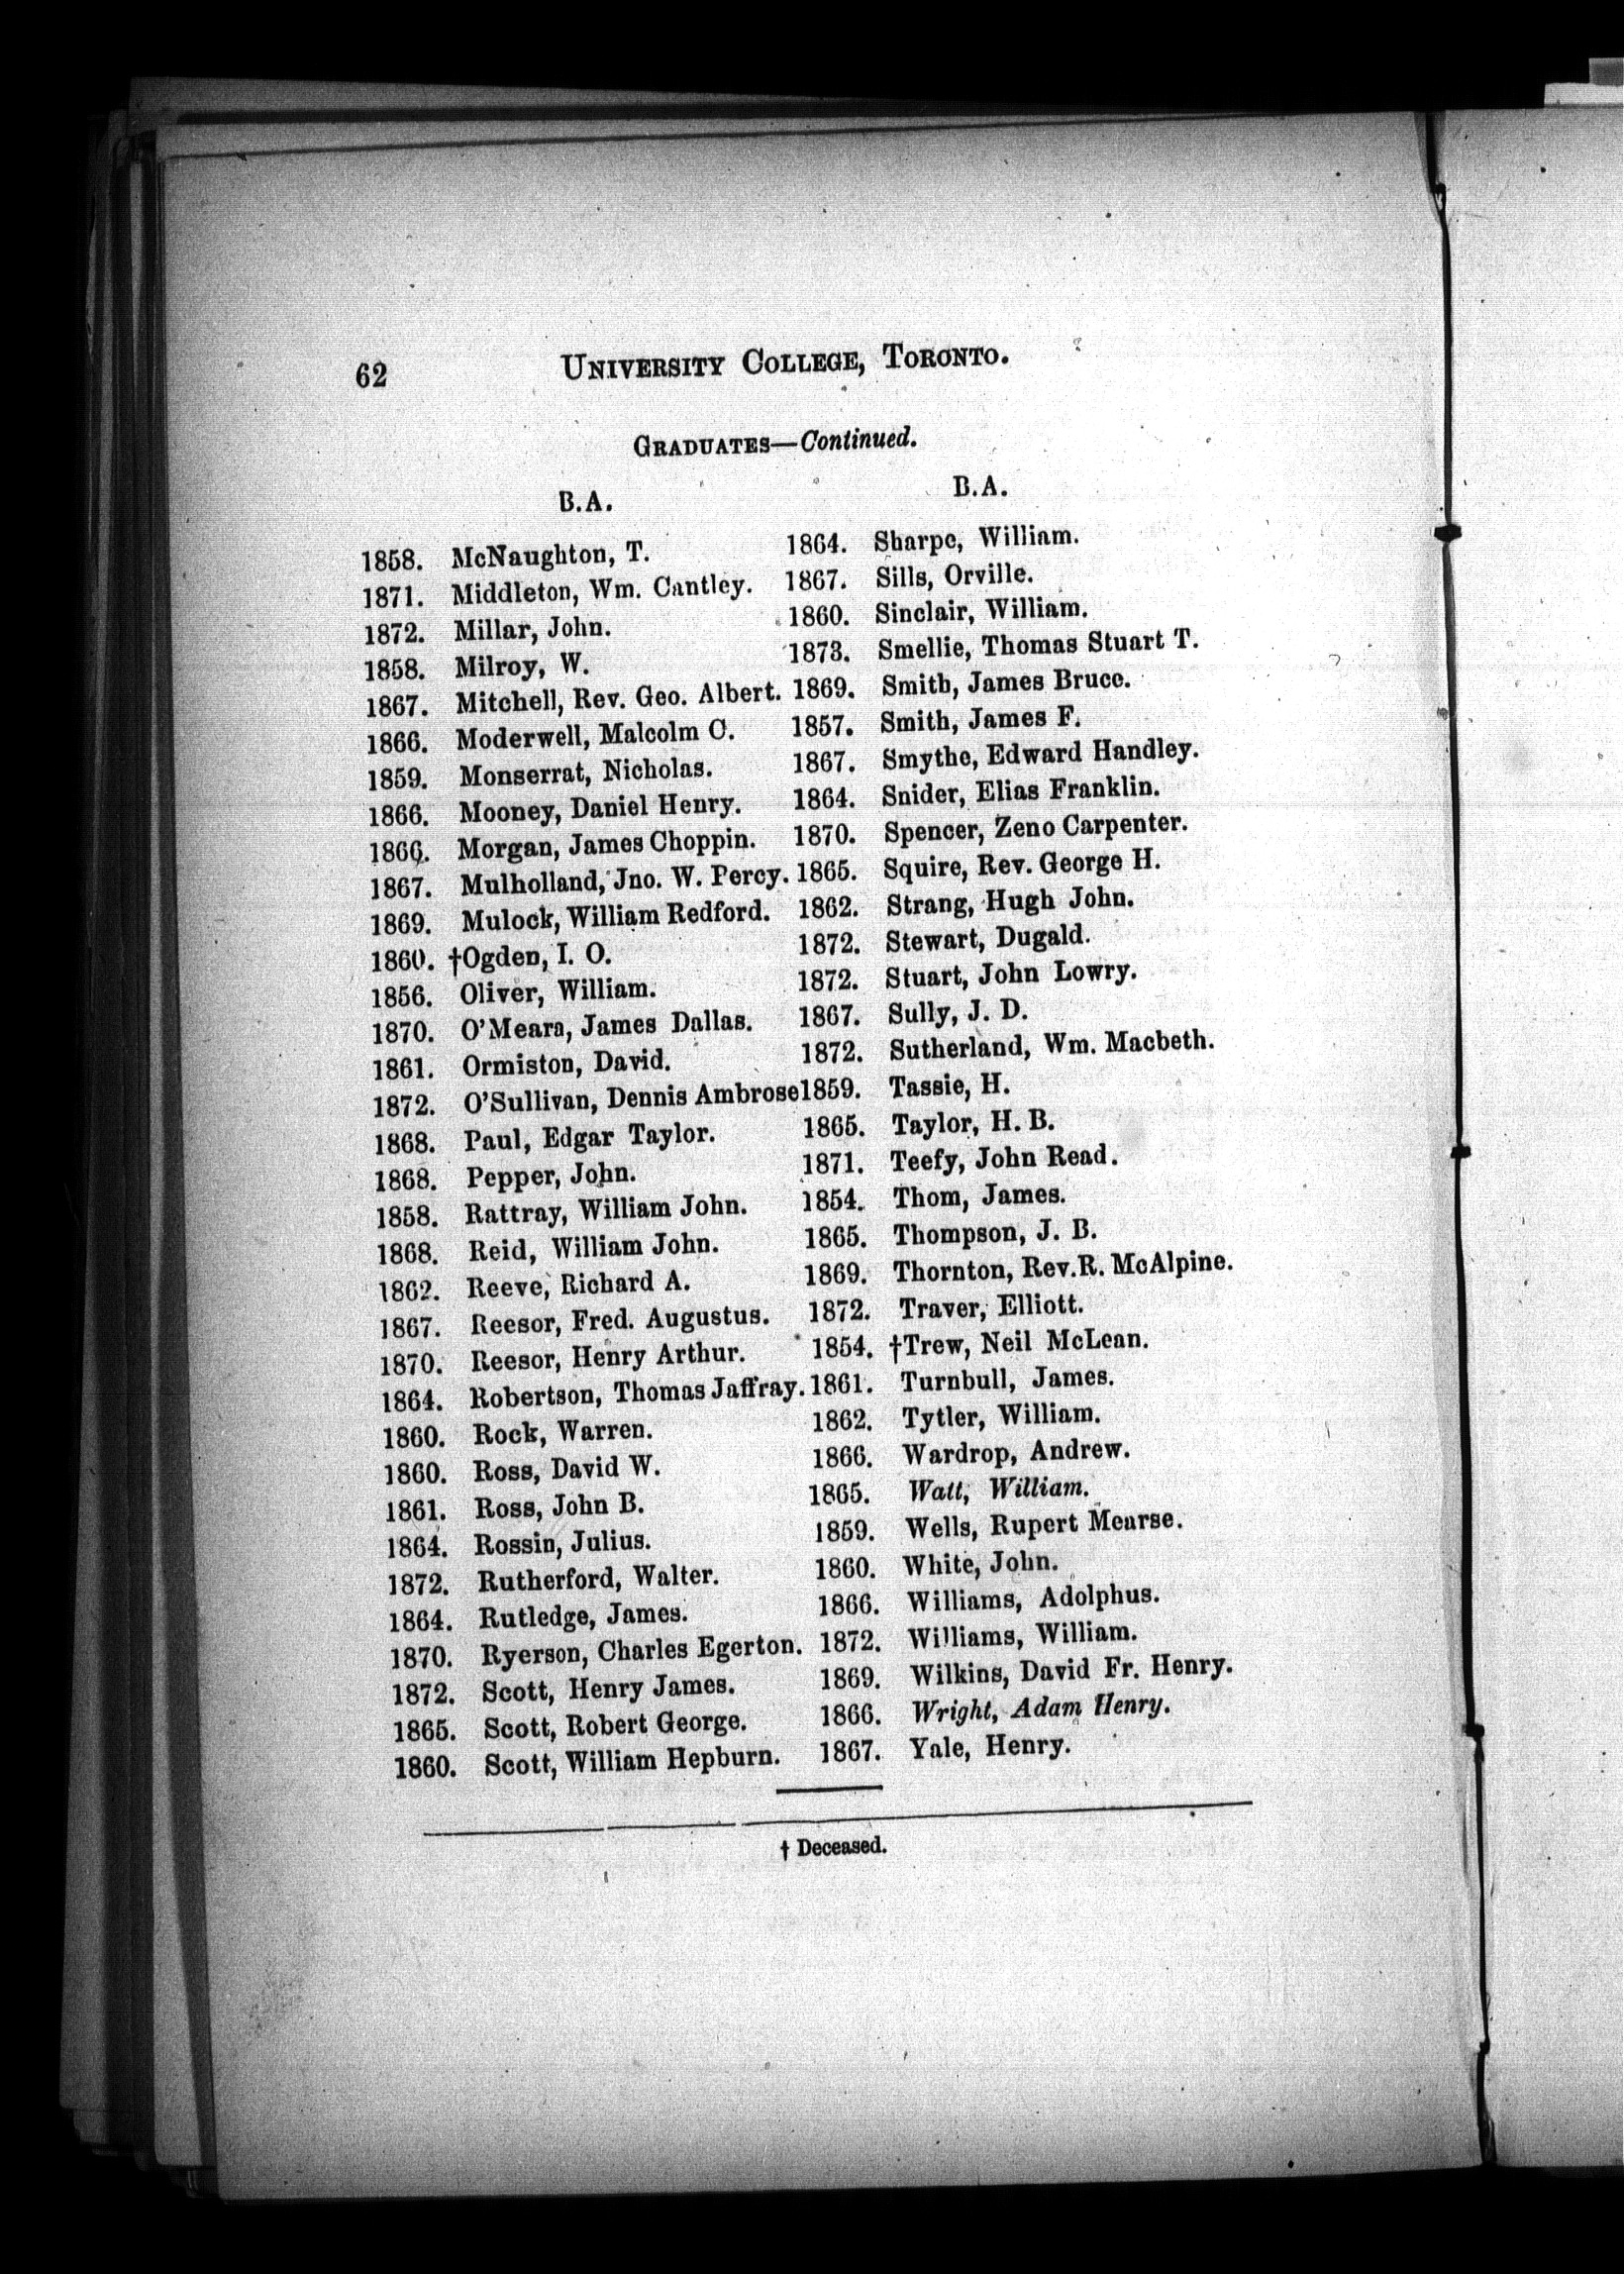 62
UNIVERSITY COLLEGE, TORONTO.
GRADUATES—Continued.
B.A.
1858. McNaughton, T.
1871. Middleton, Wm. Cantley.
1872. Millar, John.
1858. Milroy, W.
1867. Mitchell, Rev. Geo. Albert.
1866. Moderwell, Malcolm C.
1859. Monserrat, Nicholas.
1866. Mooney, Daniel Henry.
1866. Morgan, James Choppin.
1867. Mulholland, Jno. W. Percy.
1869. Mulock, William Redford.
1860. †Ogden, I. O.
1856. Oliver, William.
1870. O'Meara, James Dallas.
1861. Ormiston, David.
1872. O'Sullivan, Dennis Ambrose
1868. Paul, Edgar Taylor.
1868. Pepper, John.
1858. Rattray, William John.
1868. Reid, William John.
1862. Reeve, Richard A.
1867. Reesor, Fred. Augustus.
1870. Reesor, Henry Arthur.
1864. Robertson, Thomas Jaffray.
1860. Rock, Warren.
1860. Ross, David W.
1861. Ross, John B.
1864. Rossin, Julius.
1872. Rutherford, Walter.
1864. Rutledge, James.
1870. Ryerson, Charles Egerton.
1872. Scott, Henry James.
1865. Scott, Robert George.
1860. Scott, William Hepburn.
B.A.
1864. Sharpe, William.
1867. Sills, Orville.
1860. Sinclair, William.
1873. Smellie, Thomas Stuart T.
1869. Smith, James Bruce.
1857. Smith, James F.
1867. Smythe, Edward Handley.
1864. Snider, Elias Franklin.
1870. Spencer, Zeno Carpenter.
1865. Squire, Rev. George H.
1862. Strang, Hugh John.
1872. Stewart, Dugald.
1872. Stuart, John Lowry.
1867. Sully, J. D.
1872. Sutherland, Wm. Macbeth.
1859. Tassie, H.
1865. Taylor, H. B.
1871. Teefy, John Read.
1854. Thom, James.
1865. Thompson, J. B.
1869. Thornton, Rev. R. McAlpine.
1872. Traver, Elliott.
1854. †Trew, Neil McLean.
1861. Turnbull, James.
1862. Tytler, William.
1866. Wardrop, Andrew.
1865. Watt, William.
1859. Wells, Rupert Mearse.
1860. White, John.
1866. Williams, Adolphus.
1872. Williams, William.
1869. Wilkins, David Fr. Henry.
1866. Wright, Adam Henry.
1867. Yale, Henry.
† Deceased.